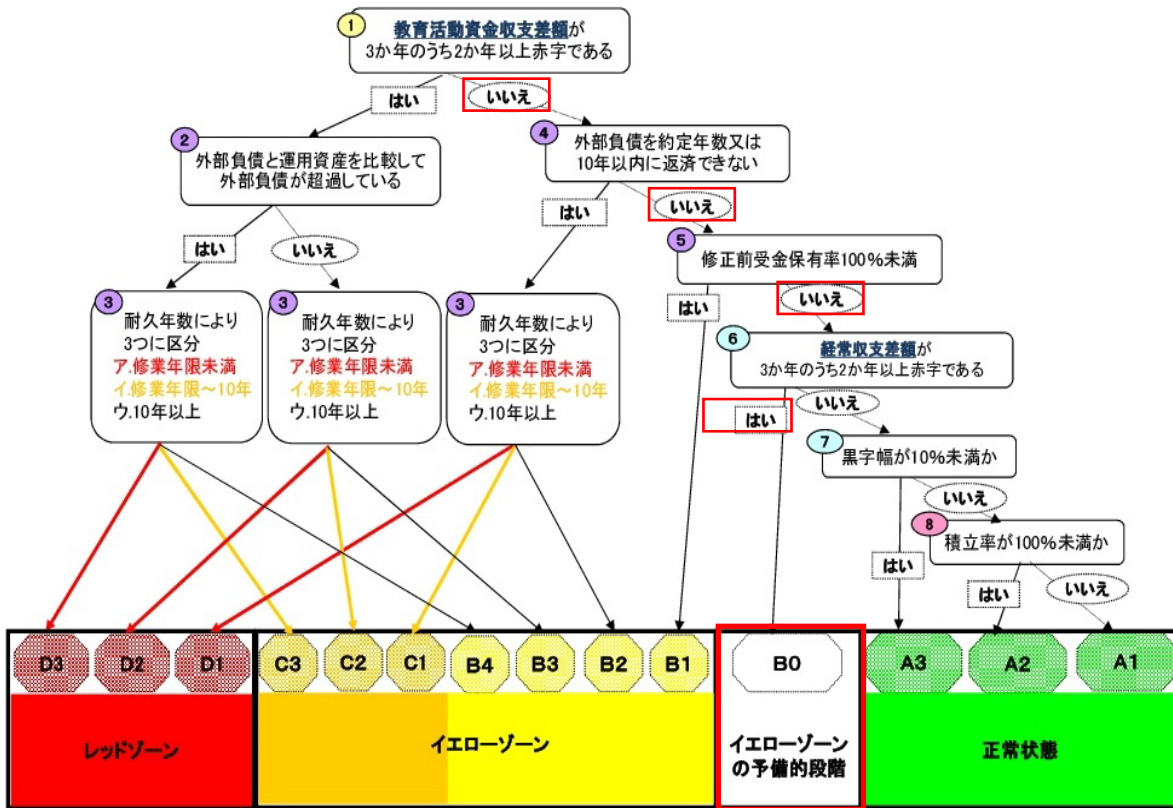 1
教育活動資金収支差額が
3か年のうち2か年以上赤字である
はい
いいえ
2
外部負債と運用資産を比較して
外部負債が超過している
4
外部負債を約定年数又は
10年以内に返済できない
はい
いいえ
はい
いいえ
5
修正前受金保有率100%未満
はい
いいえ
3
耐久年数により
3つに区分
ア.修業年限未満
イ.修業年限～10年
ウ.10年以上
3
耐久年数により
3つに区分
ア.修業年限未満
イ.修業年限～10年
ウ.10年以上
3
耐久年数により
3つに区分
ア.修業年限未満
イ.修業年限～10年
ウ.10年以上
6
経常収支差額が
3か年のうち2か年以上赤字である
はい
いいえ
7
黒字幅が10%未満か
はい
いいえ
8
積立率が100%未満か
はい
いいえ
D3
D2
D1
C3
C2
C1
B4
B3
B2
B1
B0
A3
A2
A1
レッドゾーン
イエローゾーン
イエローゾーン
の予備的段階
正常状態